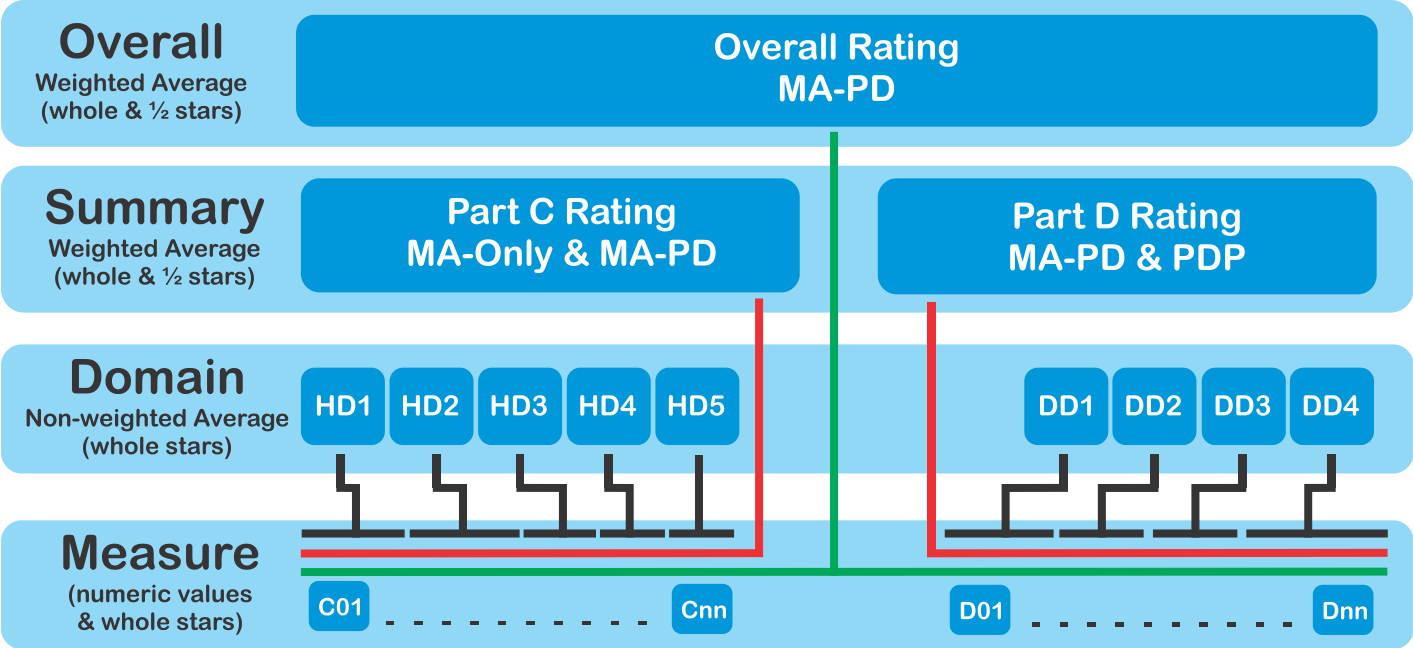 Overall
Weighted Average
(whole & ½ stars)
Overall Rating
MA-PD
Summary
Weighted Average
(whole & ½ stars)
Part C Rating
MA-Only & MA-PD
Part D Rating
MA-PD & PDP
Domain
Non-weighted Average
(whole stars)
HD1 HD2 HD3 HD4 HD5 DD1 DD2 DD3 DD4
Measure
(numeric values
& whole stars)
C01 Cnn D01 Dnn